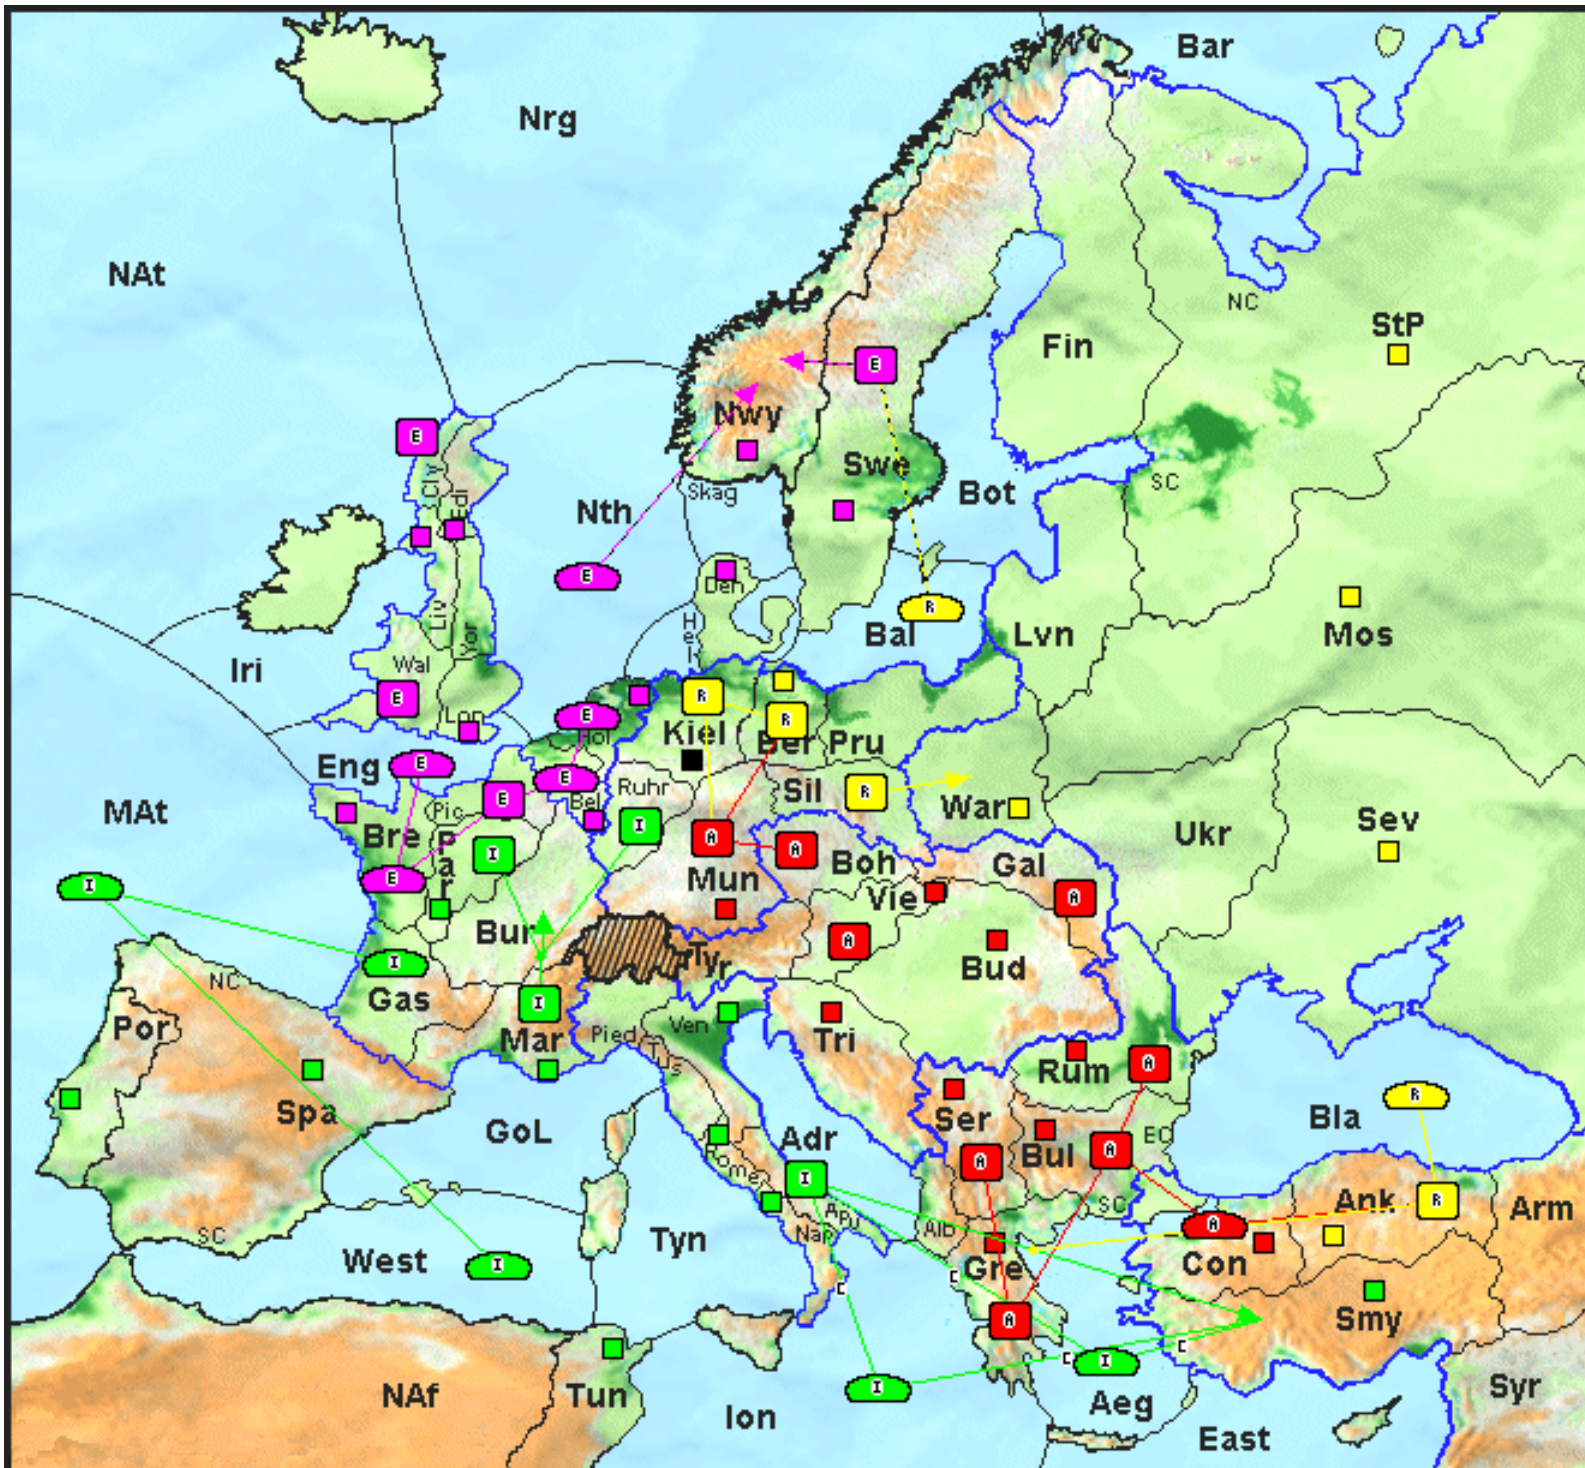 Bar
Nrg
NAt
NC
StP
Fin
Nwy
Swe
Skag
Bot
SC
Nth
Cly
Edi
Den
Hel
Bal
Lvn
Mos
Iri
Liv
Yor
Wal
Lon
Hol
Kiel
Ber
Pru
Eng
Pic
Bel
Ruhr
Sil
War
MAt
Bre
Par
Ukr
Sev
Mun
Boh
Gal
Vie
Bur
Tyr
Bud
NC
Gas
Por
Mar
Pied
Ven
Tus
Tri
Rum
Spa
GoL
Ser
Bla
Adr
Bul
EC
Rome
SC
Apu
Nap
Alb
SC
Ank
Arm
West
Tyn
Gre
Con
Smy
NAf
Tun
Ion
Aeg
East
Syr
E
E
E
R
E
E
R
R
E
E
E
R
I
I
A
A
E
I
A
A
I
I
A
A
R
A
A
I
R
A
I
A
I
I
C
C
C
C